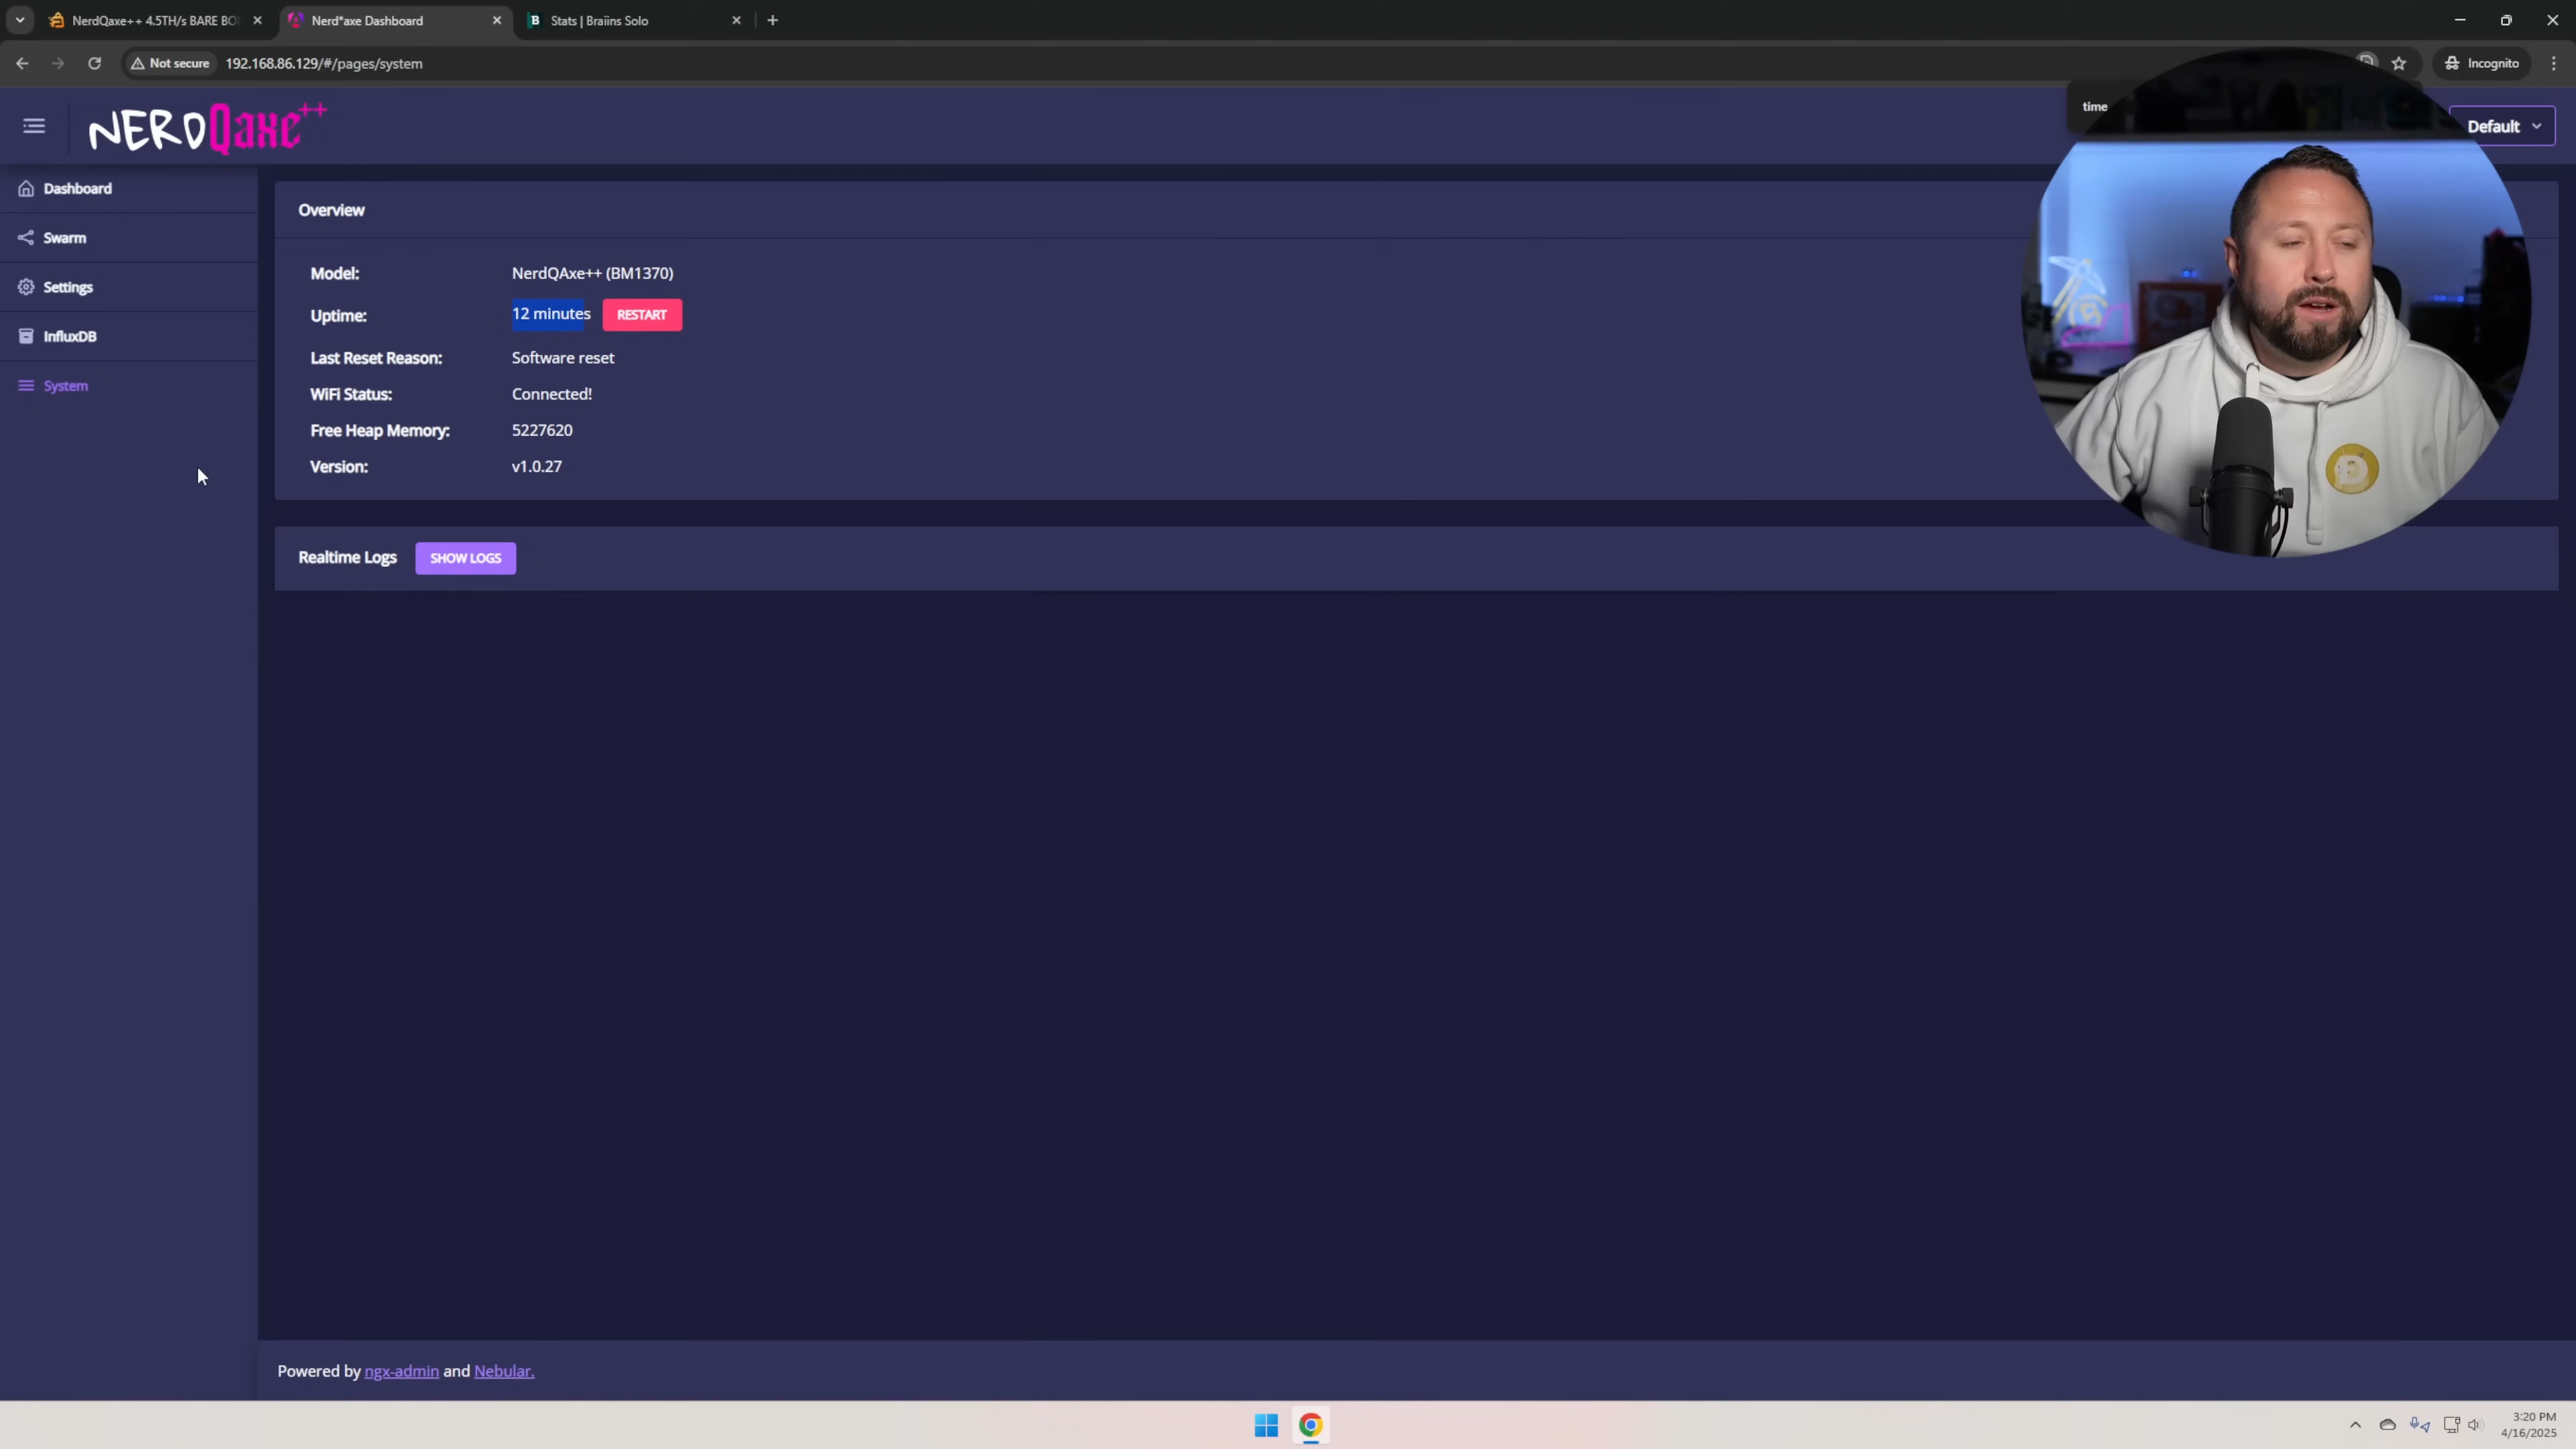 NerdQaxe++ 4.5TH/s BARE BO
Nerd*axe Dashboard
Stats | Braiins Solo
Not secure
192.168.86.129/#/pages/system
Incognito
NERDQaxe++
time
Default
Dashboard
Swarm
Settings
InfluxDB
System
Overview
Model: NerdQAxe++ (BM1370)
Uptime: 12 minutes RESTART
Last Reset Reason: Software reset
WiFi Status: Connected!
Free Heap Memory: 5227620
Version: v1.0.27
Realtime Logs SHOW LOGS
Powered by ngx-admin and Nebular.
3:20 PM
4/16/2025